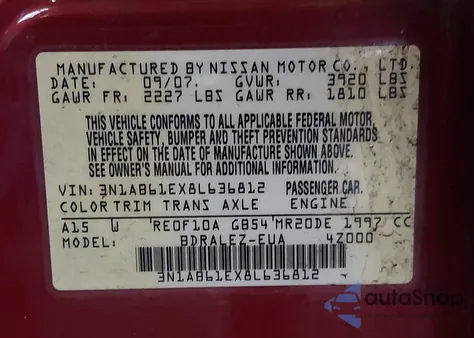 MANUFACTURED BY NISSAN MOTOR CO., LTD.
DATE: 09/07. GVWR: 3920 LBS
GAWR FR: 2227 LBS GAWR RR: 1810 LBS
THIS VEHICLE CONFORMS TO ALL APPLICABLE FEDERAL MOTOR
VEHICLE SAFETY, BUMPER AND THEFT PREVENTION STANDARDS
IN EFFECT ON THE DATE OF MANUFACTURE SHOWN ABOVE.
SEE OWNER'S MANUAL FOR ADDITIONAL INFORMATION.
VIN: 3N1AB61EX8L636812 PASSENGER CAR.
COLOR TRIM TRANS AXLE ENGINE
A15 W RE0F10A GB54 MR20DE 1997 CC
MODEL: BDRALEZ-EUA 4Z000
3N1AB61EX8L636812
autoSnap